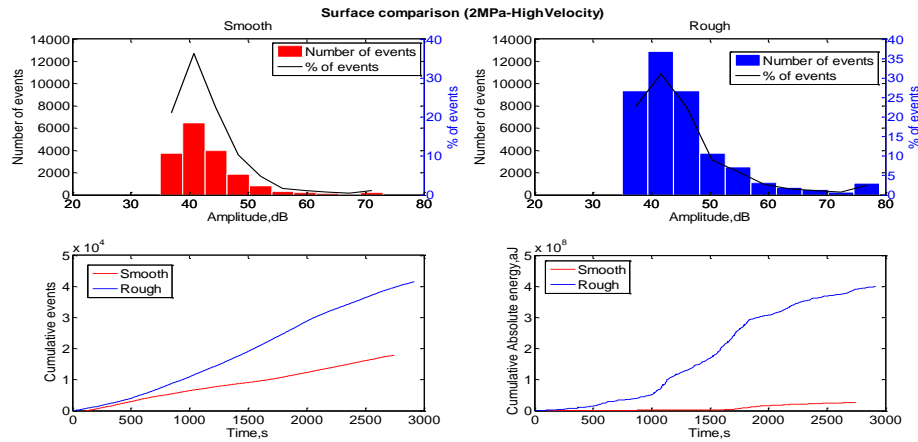 Surface comparison (2MPa-HighVelocity)
Smooth
Number of events
% of events
14000
12000
10000
8000
6000
4000
2000
0
Number of events
40
35
30
25
20
15
10
5
0
% of events
20 30 40 50 60 70 80
Amplitude,dB
Rough
Number of events
% of events
14000
12000
10000
8000
6000
4000
2000
0
Number of events
40
35
30
25
20
15
10
5
0
% of events
20 30 40 50 60 70 80
Amplitude,dB
x 10^4
Smooth
Rough
5
4
3
2
1
0
Cumulative events
0 500 1000 1500 2000 2500 3000
Time,s
x 10^8
Smooth
Rough
5
4
3
2
1
0
Cumulative Absolute energy,aJ
0 500 1000 1500 2000 2500 3000
Time,s